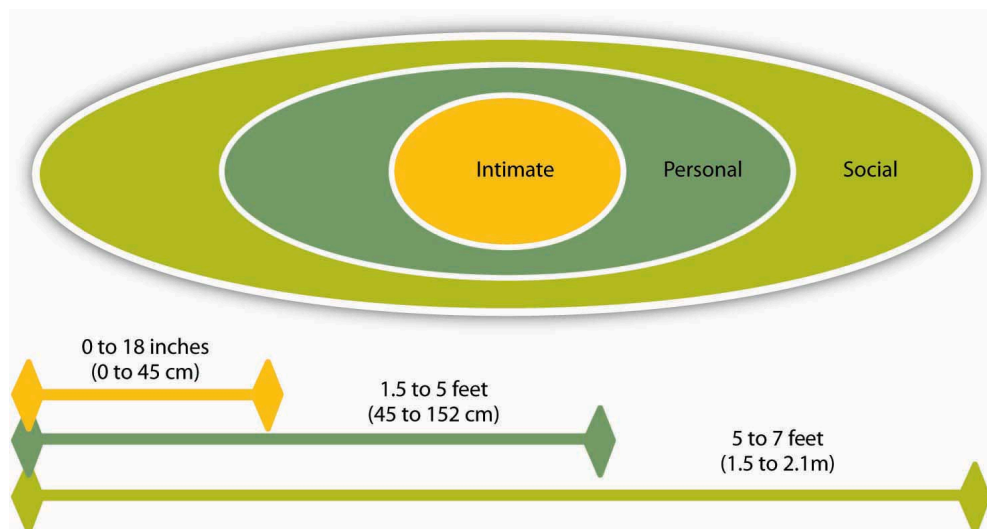 Intimate
Personal
Social
0 to 18 inches
(0 to 45 cm)
1.5 to 5 feet
(45 to 152 cm)
5 to 7 feet
(1.5 to 2.1m)